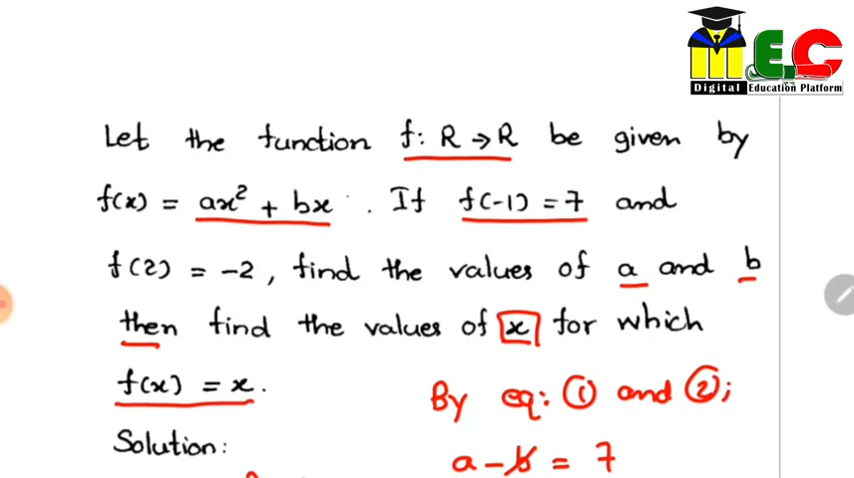 MEC
Digital Education Platform
Let the function f: R → R be given by
f(x) = ax² + bx . If f(-1) = 7 and
f(2) = -2, find the values of a and b
then find the values of x for which
f(x) = x.
By eq: ① and ②;
Solution:
a - b = 7